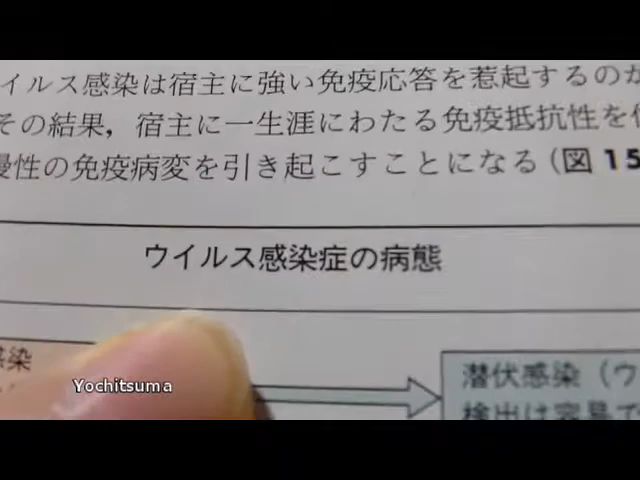 イルス感染は宿主に強い免疫応答を惹起するのか
その結果，宿主に一生涯にわたる免疫抵抗性を
慢性の免疫病変を引き起こすことになる（図 15
ウイルス感染症の病態
感染
潜伏感染（ウ
検出は容易で
Yochitsuma